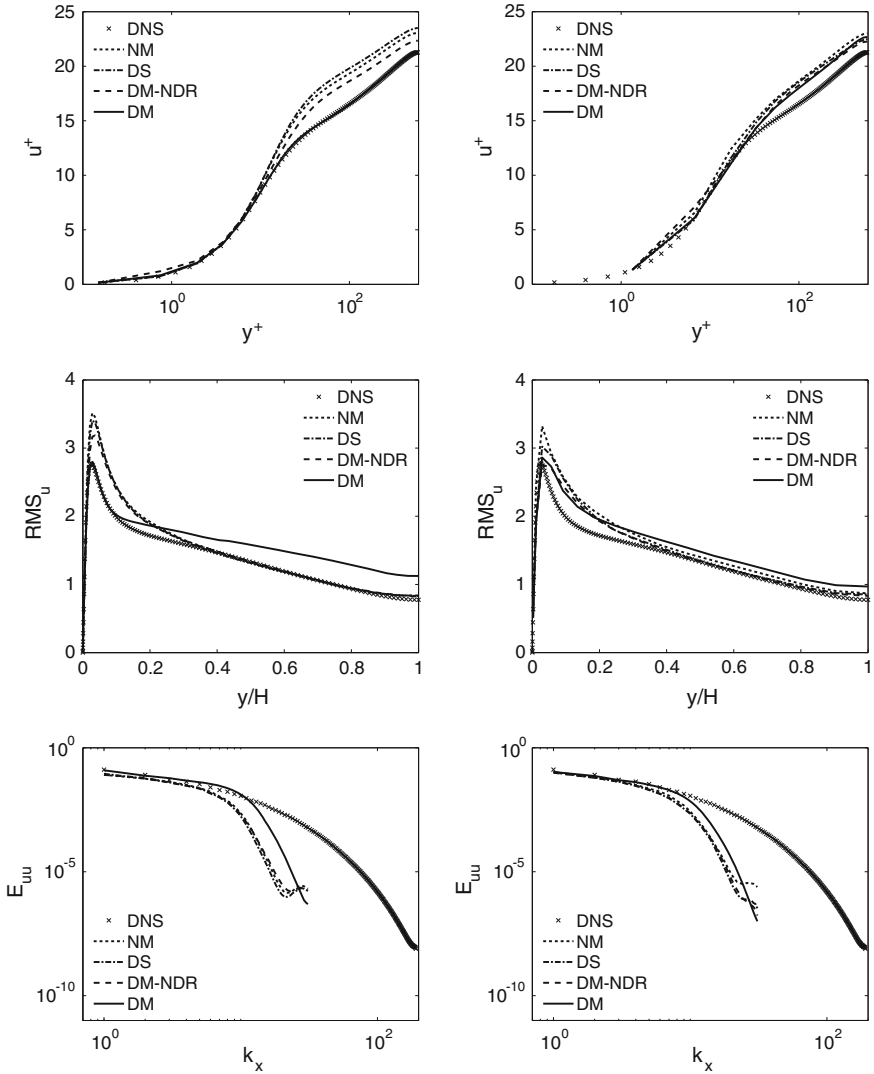 25
20
15
10
5
0
u+
DNS
NM
DS
DM-NDR
DM
10^0
10^2
y+
25
20
15
10
5
0
u+
DNS
NM
DS
DM-NDR
DM
10^0
10^2
y+
4
3
2
1
0
RMS_u
DNS
NM
DS
DM-NDR
DM
0 0.2 0.4 0.6 0.8 1
y/H
4
3
2
1
0
RMS_u
DNS
NM
DS
DM-NDR
DM
0 0.2 0.4 0.6 0.8 1
y/H
10^0
10^-5
10^-10
E_uu
DNS
NM
DS
DM-NDR
DM
10^0
10^2
k_x
10^0
10^-5
10^-10
E_uu
DNS
NM
DS
DM-NDR
DM
10^0
10^2
k_x